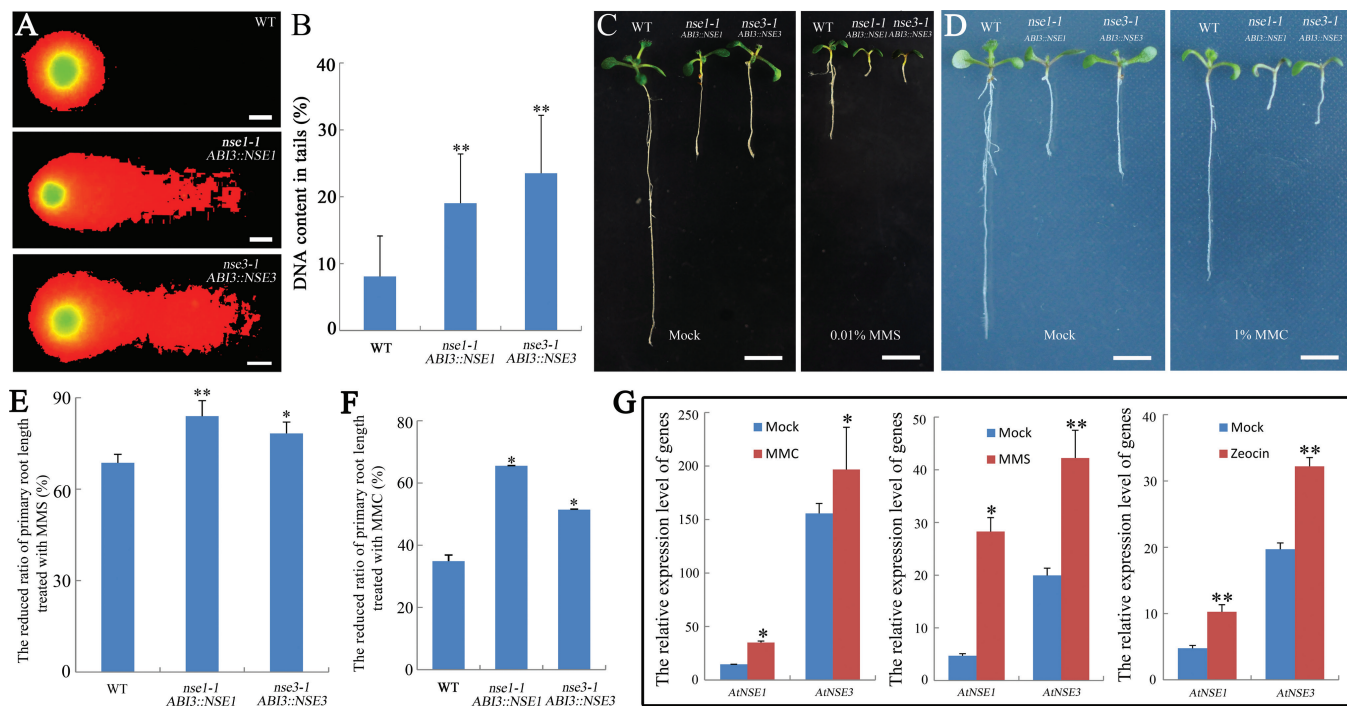 A
WT
nse1-1
ABI3::NSE1
nse3-1
ABI3::NSE3
B
DNA content in tails (%)
40
30
20
10
0
**
**
WT
nse1-1
ABI3::NSE1
nse3-1
ABI3::NSE3
C
WT
nse1-1
ABI3::NSE1
nse3-1
ABI3::NSE3
Mock
WT
nse1-1
ABI3::NSE1
nse3-1
ABI3::NSE3
0.01% MMS
D
WT
nse1-1
ABI3::NSE1
nse3-1
ABI3::NSE3
Mock
WT
nse1-1
ABI3::NSE1
nse3-1
ABI3::NSE3
1% MMC
E
The reduced ratio of primary root length
treated with MMS (%)
90
60
30
0
**
*
WT
nse1-1
ABI3::NSE1
nse3-1
ABI3::NSE3
F
The reduced ratio of primary root length
treated with MMC (%)
80
60
40
20
0
*
*
WT
nse1-1
ABI3::NSE1
nse3-1
ABI3::NSE3
G
The relative expression level of genes
250
200
150
100
50
0
Mock
MMC
*
*
AtNSE1
AtNSE3
The relative expression level of genes
50
40
30
20
10
0
Mock
MMS
*
**
AtNSE1
AtNSE3
The relative expression level of genes
40
30
20
10
0
Mock
Zeocin
**
**
AtNSE1
AtNSE3